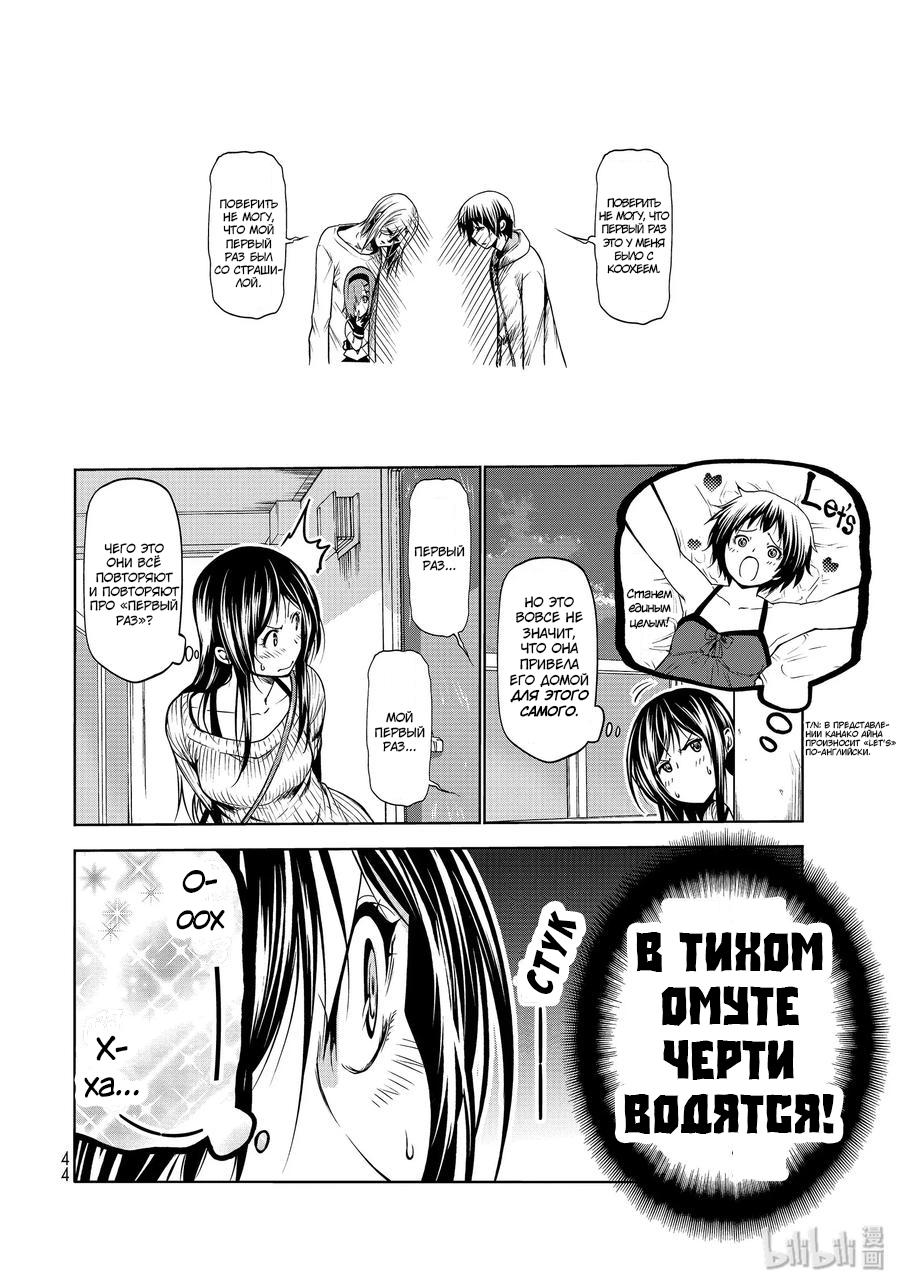 ПОВЕРИТЬ
НЕ МОГУ, ЧТО
ПЕРВЫЙ РАЗ
ЭТО У МЕНЯ
БЫЛО С
КООХЕЕМ.
ПОВЕРИТЬ
НЕ МОГУ,
ЧТО МОЙ
ПЕРВЫЙ
РАЗ БЫЛ
СО СТРАШИ-
ЛОЙ.
Let's
Станем
единым
целым!
T/N: В ПРЕДСТАВЛЕ-
НИИ КАНАКО АЙНА
ПРОИЗНОСИТ «LET'S»
ПО-АНГЛИЙСКИ.
НО ЭТО
ВОВСЕ НЕ
ЗНАЧИТ,
ЧТО ОНА
ПРИВЕЛА
ЕГО ДОМОЙ
ДЛЯ ЭТОГО
САМОГО.
ПЕРВЫЙ
РАЗ...
МОЙ
ПЕРВЫЙ
РАЗ...
ЧЕГО ЭТО
ОНИ ВСЁ
ПОВТОРЯЮТ
И ПОВТОРЯЮТ
ПРО «ПЕРВЫЙ
РАЗ»?
В ТИХОМ
ОМУТЕ
ЧЕРТИ
ВОДЯТСЯ!
СТУК
О-
ООХ
Х-
ХА...
44
bilibili
漫画